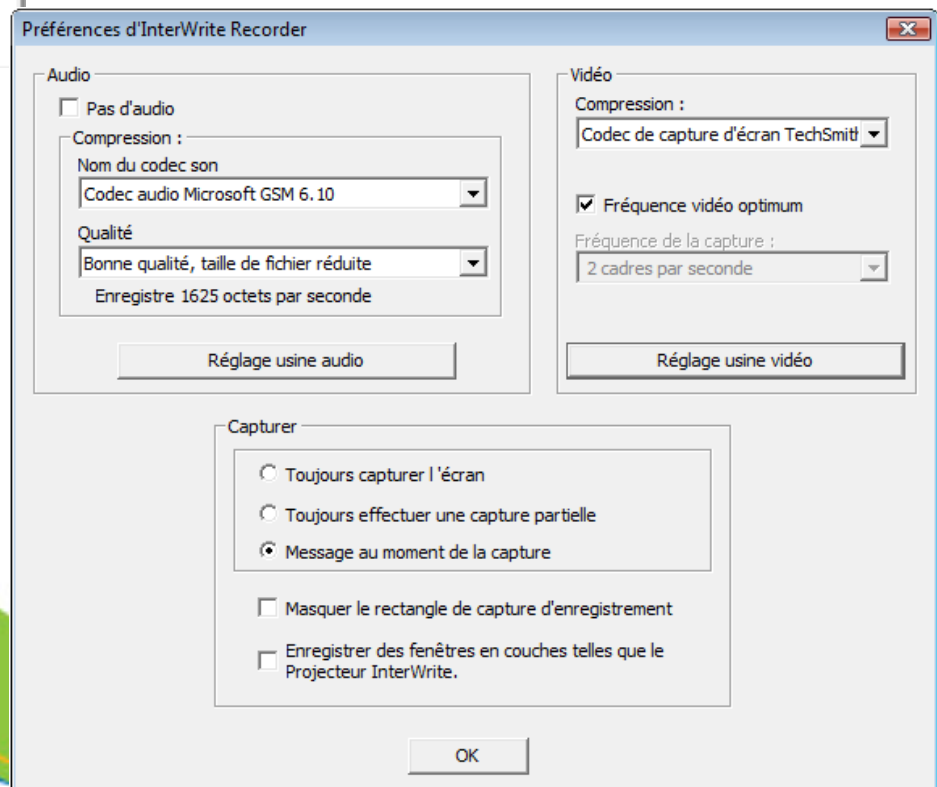 Préférences d'InterWrite Recorder
Audio
Pas d'audio
Compression :
Nom du codec son
Codec audio Microsoft GSM 6.10
Qualité
Bonne qualité, taille de fichier réduite
Enregistre 1625 octets par seconde
Réglage usine audio
Vidéo
Compression :
Codec de capture d'écran TechSmith
Fréquence vidéo optimum
Fréquence de la capture :
2 cadres par seconde
Réglage usine vidéo
Capturer
Toujours capturer l 'écran
Toujours effectuer une capture partielle
Message au moment de la capture
Masquer le rectangle de capture d'enregistrement
Enregistrer des fenêtres en couches telles que le
Projecteur InterWrite.
OK